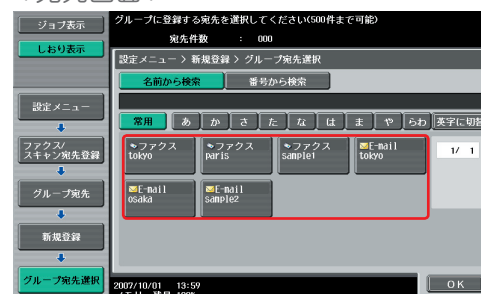 ジョブ表示
しおり表示
設定メニュー
ファクス/
スキャン宛先登録
グループ宛先
新規登録
グループ宛先選択
グループに登録する宛先を選択してください(500件まで可能)
宛先件数 : 000
設定メニュー > 新規登録 > グループ宛先選択
名前から検索 番号から検索
常用 あ か さ た な は ま や らわ 英字に切替
ファクス
tokyo
ファクス
paris
ファクス
sample1
E-mail
tokyo
1/ 1
E-mail
osaka
E-mail
sample2
2007/10/01 13:59
OK